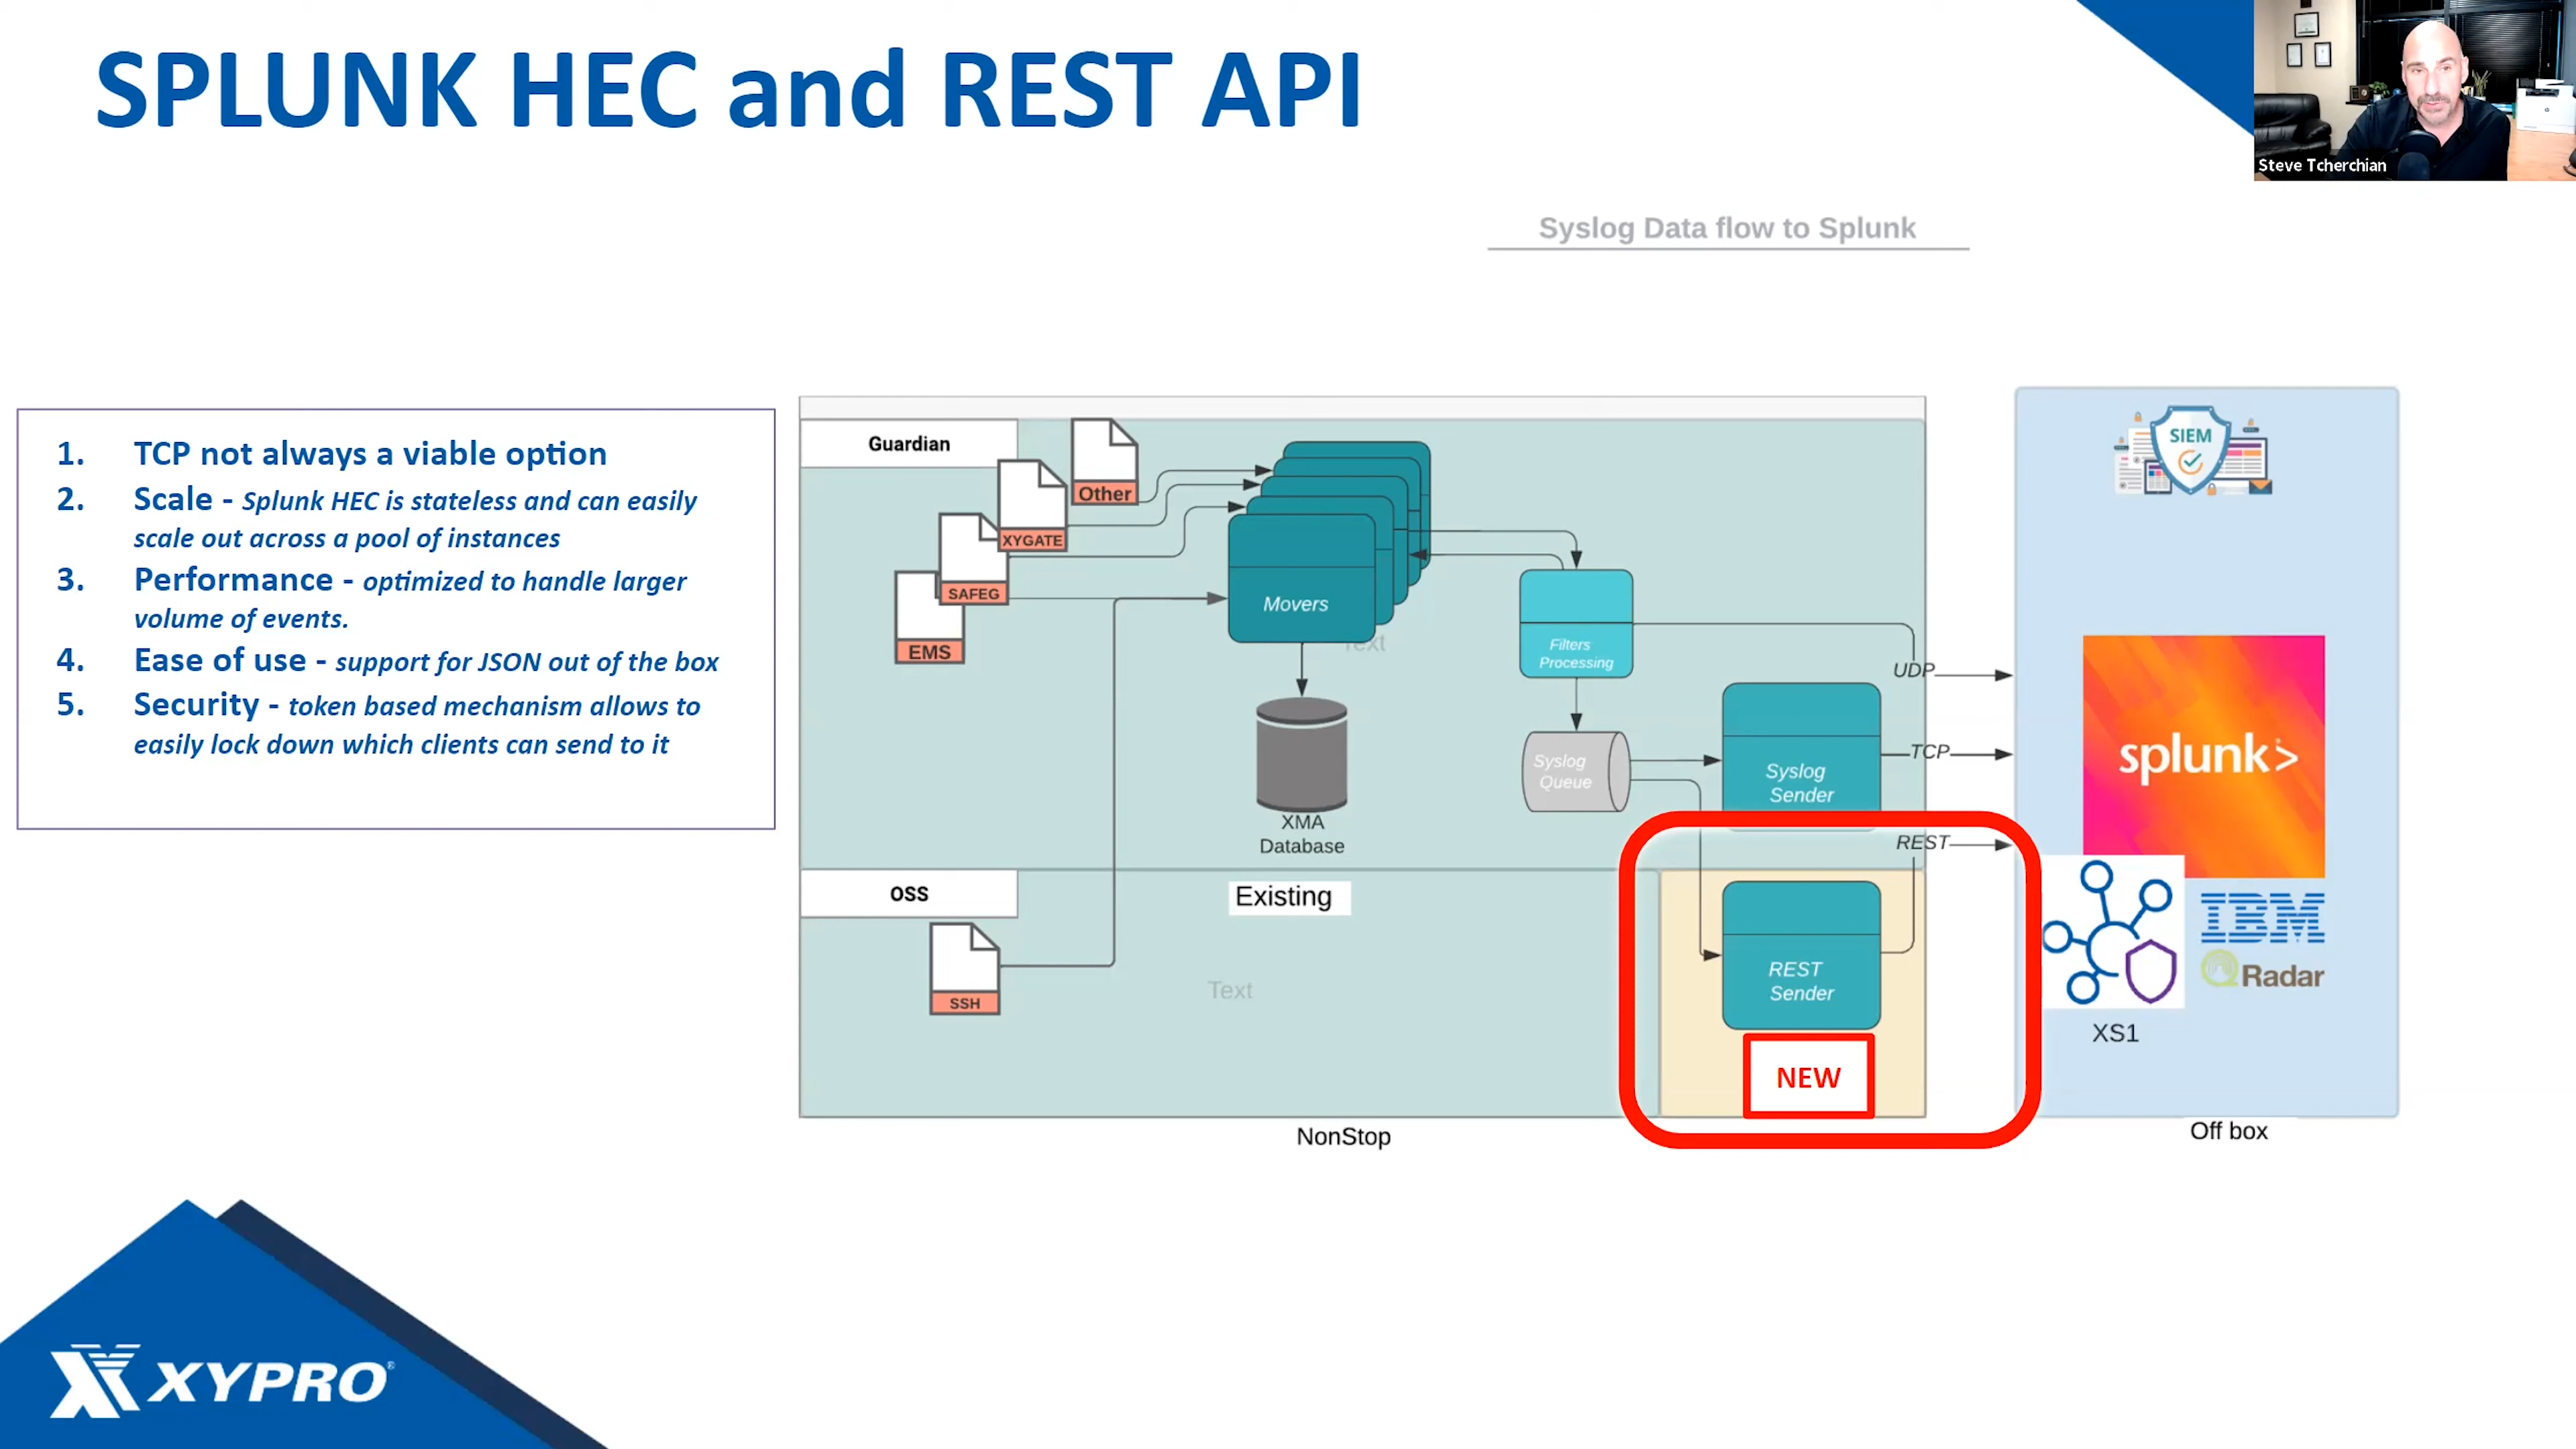 SPLUNK HEC and REST API
Steve Tcherchian
Syslog Data flow to Splunk
1. TCP not always a viable option
2. Scale - Splunk HEC is stateless and can easily
scale out across a pool of instances
3. Performance - optimized to handle larger
volume of events.
4. Ease of use - support for JSON out of the box
5. Security - token based mechanism allows to
easily lock down which clients can send to it
Guardian
Other
XYGATE
SAFEG
EMS
Movers
Text
Filters
Processing
XMA
Database
Syslog
Queue
Syslog
Sender
UDP
TCP
REST
OSS
SSH
Existing
Text
REST
Sender
NEW
NonStop
SIEM
splunk>
IBM
QRadar
XS1
Off box
XYPRO®